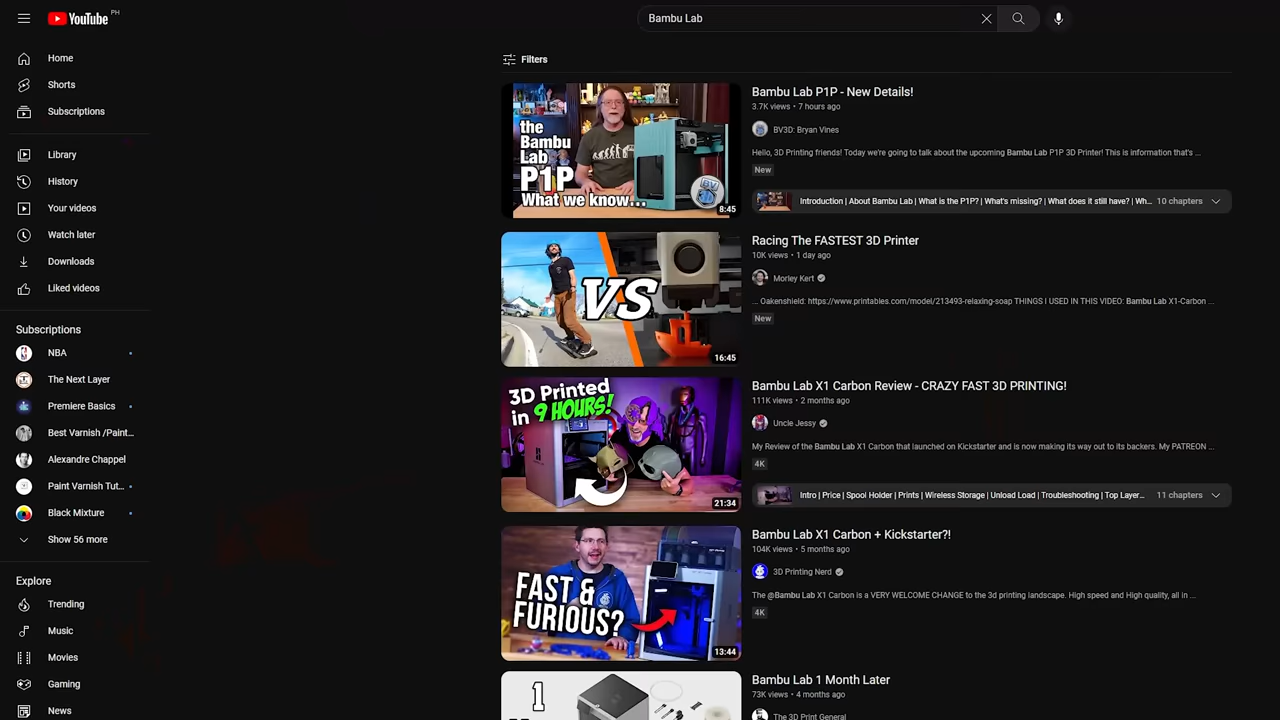 YouTube PH
Bambu Lab
Home
Shorts
Subscriptions
Library
History
Your videos
Watch later
Downloads
Liked videos
Subscriptions
NBA
The Next Layer
Premiere Basics
Best Varnish /Paint...
Alexandre Chappel
Paint Varnish Tut...
Black Mixture
Show 56 more
Explore
Trending
Music
Movies
Gaming
News
Filters
the
Bambu
Lab
P1P
What we know...
BV
3D
8:45
Bambu Lab P1P - New Details!
3.7K views • 7 hours ago
BV3D: Bryan Vines
Hello, 3D Printing friends! Today we're going to talk about the upcoming Bambu Lab P1P 3D Printer! This is information that's ...
New
Introduction | About Bambu Lab | What is the P1P? | What's missing? | What does it still have? | Wh... 10 chapters
VS
16:45
Racing The FASTEST 3D Printer
10K views • 1 day ago
Morley Kert
... Oakenshield: https://www.printables.com/model/213493-relaxing-soap THINGS I USED IN THIS VIDEO: Bambu Lab X1-Carbon ...
New
3D Printed
in 9 HOURS!
21:34
Bambu Lab X1 Carbon Review - CRAZY FAST 3D PRINTING!
111K views • 2 months ago
Uncle Jessy
My Review of the Bambu Lab X1 Carbon that launched on Kickstarter and is now making its way out to its backers. My PATREON ...
4K
Intro | Price | Spool Holder | Prints | Wireless Storage | Unload Load | Troubleshooting | Top Layer... 11 chapters
FAST &
FURIOUS?
13:44
Bambu Lab X1 Carbon + Kickstarter?!
104K views • 5 months ago
3D Printing Nerd
The @Bambu Lab X1 Carbon is a VERY WELCOME CHANGE to the 3d printing landscape. High speed and High quality, all in ...
4K
1
Bambu Lab 1 Month Later
73K views • 4 months ago
The 3D Print General